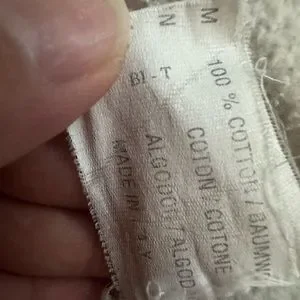 M
N
BI-T
100 % COTTON / BAUMW
COTON / COTONE
ALGODON / ALGOD
MADE IN